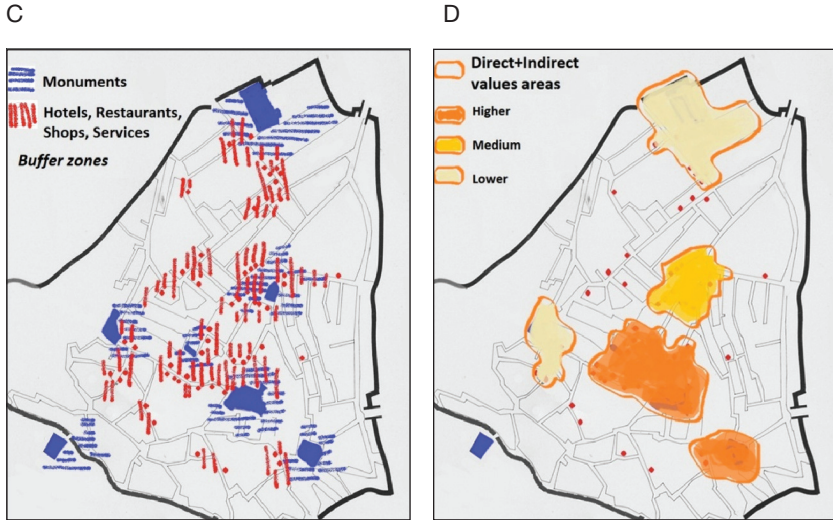 C
Monuments
Hotels, Restaurants,
Shops, Services
Buffer zones
D
Direct+Indirect
values areas
Higher
Medium
Lower